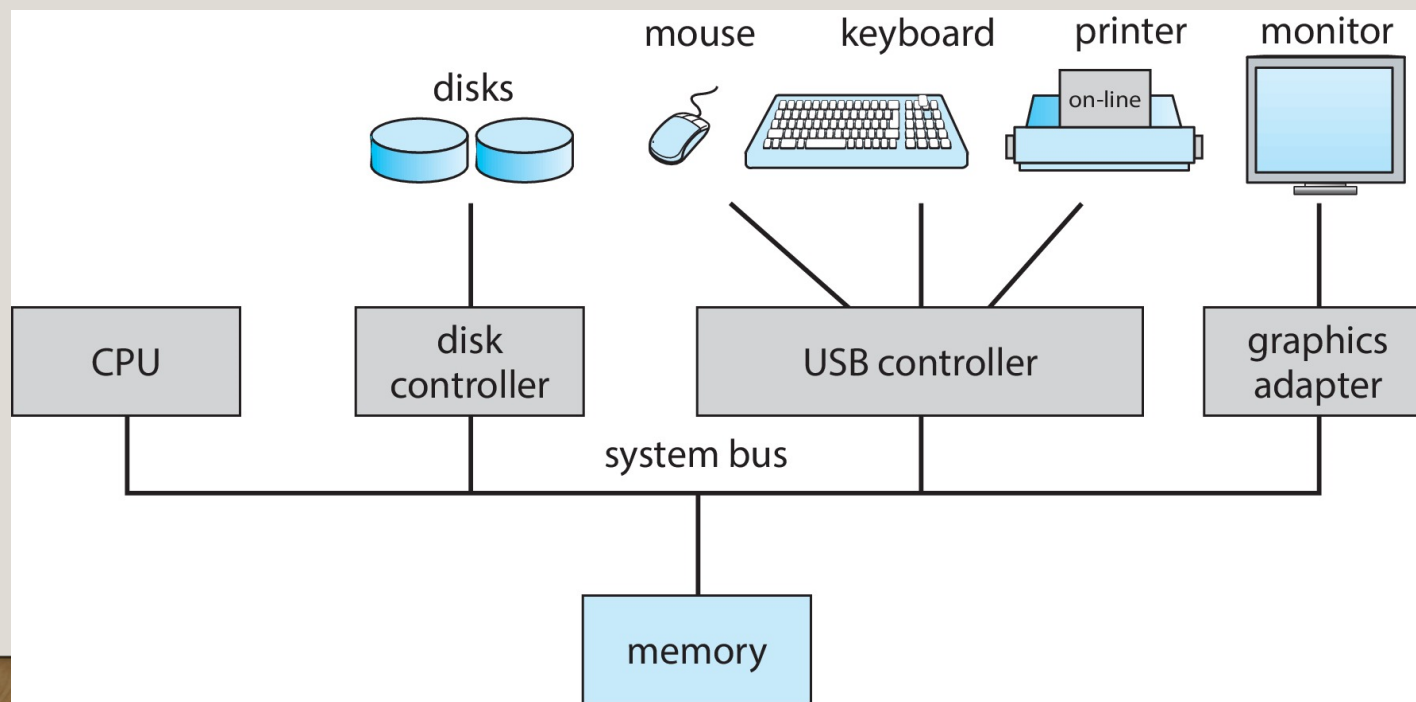 mouse
keyboard
printer
monitor
disks
on-line
CPU
disk
controller
USB controller
graphics
adapter
system bus
memory